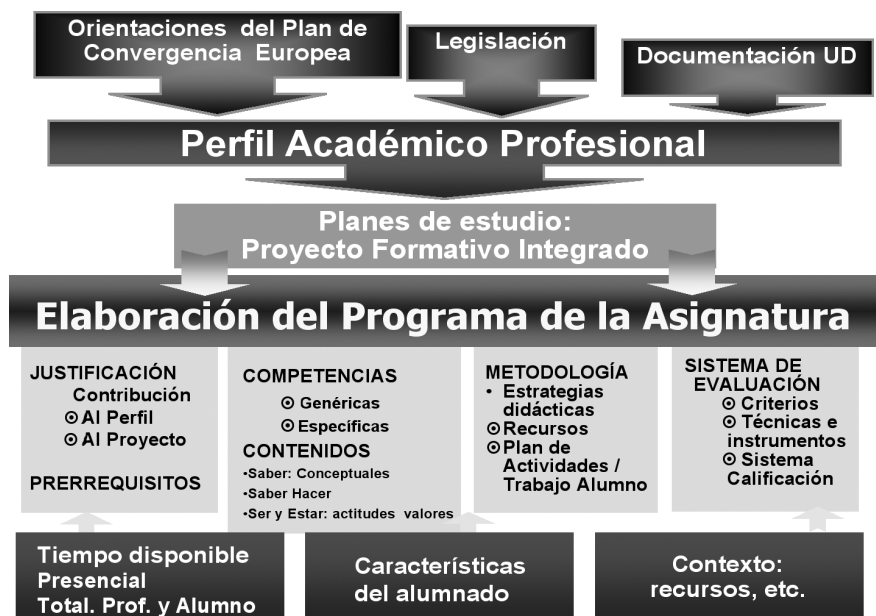 Orientaciones del Plan de
Convergencia Europea
Legislación
Documentación UD
Perfil Académico Profesional
Planes de estudio:
Proyecto Formativo Integrado
Elaboración del Programa de la Asignatura
JUSTIFICACIÓN
Contribución
⊙ Al Perfil
⊙ Al Proyecto
PRERREQUISITOS
COMPETENCIAS
⊙ Genéricas
⊙ Específicas
CONTENIDOS
•Saber: Conceptuales
•Saber Hacer
•Ser y Estar: actitudes valores
METODOLOGÍA
• Estrategias
didácticas
⊙ Recursos
⊙ Plan de
Actividades /
Trabajo Alumno
SISTEMA DE
EVALUACIÓN
⊙ Criterios
⊙ Técnicas e
instrumentos
⊙ Sistema
Calificación
Tiempo disponible
Presencial
Total. Prof. y Alumno
Características
del alumnado
Contexto:
recursos, etc.